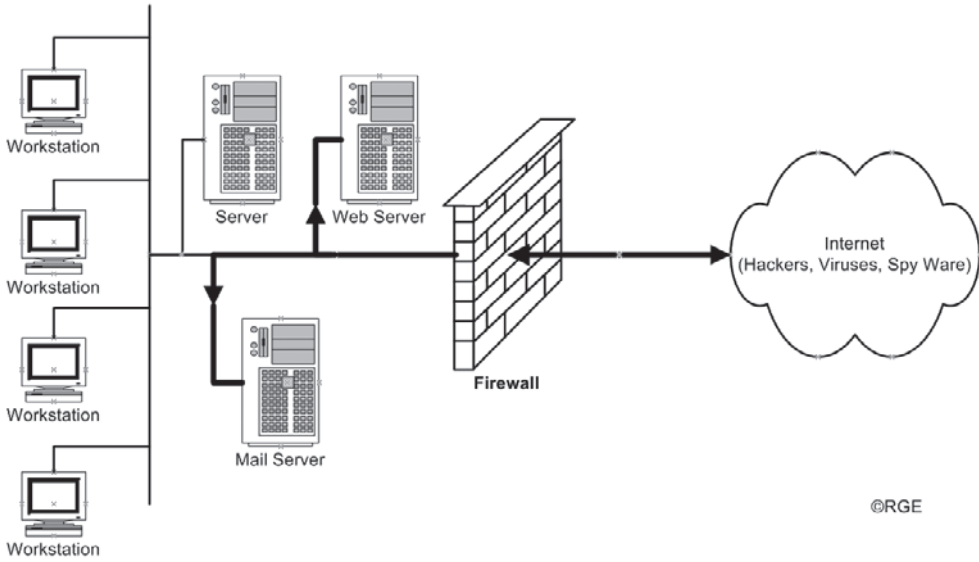 Workstation
Server
Web Server
Workstation
Internet
(Hackers, Viruses, Spy Ware)
Firewall
Workstation
Mail Server
©RGE
Workstation